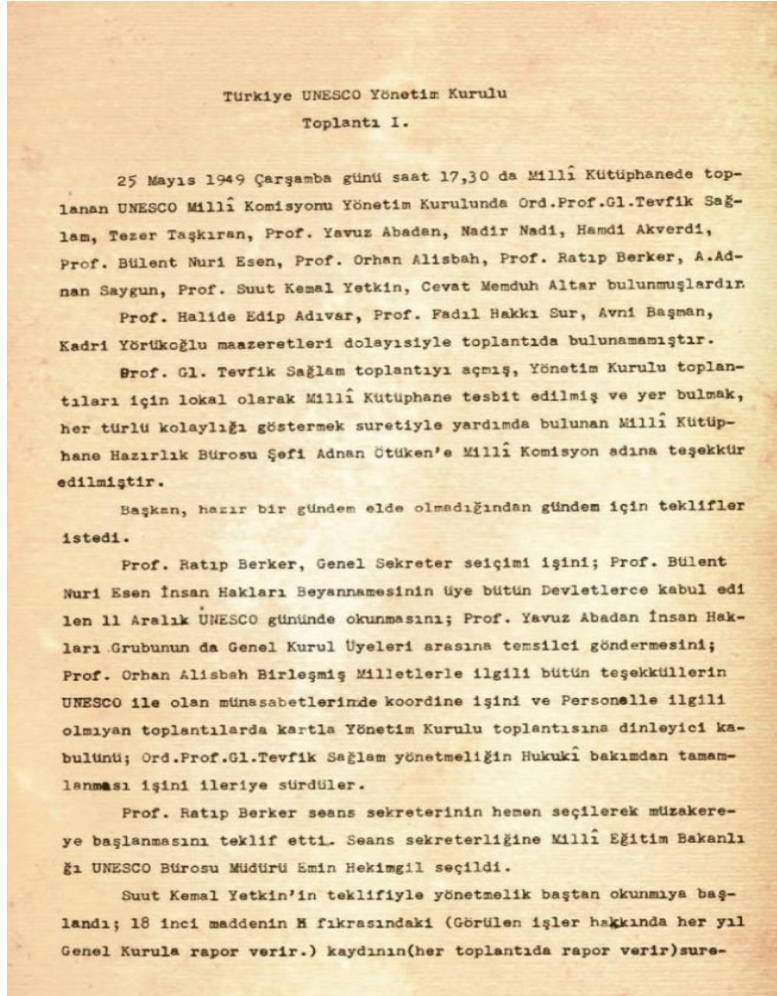 Türkiye UNESCO Yönetim Kurulu
Toplantı I.
25 Mayıs 1949 Çarşamba günü saat 17,30 da Millî Kütüphanede top-
lanan UNESCO Millî Komisyonu Yönetim Kurulunda Ord.Prof.Gl.Tevfik Sağ-
lam, Tezer Taşkıran, Prof. Yavuz Abadan, Nadir Nadi, Hamdi Akverdi,
Prof. Bülent Nuri Esen, Prof. Orhan Alisbah, Prof. Ratıp Berker, A.Ad-
nan Saygun, Prof. Suut Kemal Yetkin, Cevat Memduh Altar bulunmuşlardır.
Prof. Halide Edip Adıvar, Prof. Fadıl Hakkı Sur, Avni Başman,
Kadri Yörükoğlu maazeretleri dolayısiyle toplantıda bulunamamıştır.
Prof. Gl. Tevfik Sağlam toplantıyı açmış, Yönetim Kurulu toplan-
tıları için lokal olarak Millî Kütüphane tesbit edilmiş ve yer bulmak,
her türlü kolaylığı göstermek suretiyle yardımda bulunan Millî Kütüp-
hane Hazırlık Bürosu Şefi Adnan Ötüken'e Millî Komisyon adına teşekkür
edilmiştir.
Başkan, hazır bir gündem elde olmadığından gündem için teklifler
istedi.
Prof. Ratıp Berker, Genel Sekreter seiçimi işini; Prof. Bülent
Nuri Esen İnsan Hakları Beyannamesinin üye bütün Devletlerce kabul edi
len 11 Aralık UNESCO gününde okunmasını; Prof. Yavuz Abadan İnsan Hak-
ları Grubunun da Genel Kurul Üyeleri arasına temsilci göndermesini;
Prof. Orhan Alisbah Birleşmiş Milletlerle ilgili bütün teşekküllerin
UNESCO ile olan münasabetlerinde koordine işini ve Personelle ilgili
olmıyan toplantılarda kartla Yönetim Kurulu toplantısına dinleyici ka-
bulünü; Ord.Prof.Gl.Tevfik Sağlam yönetmeliğin Hukukî bakımdan tamam-
lanması işini ileriye sürdüler.
Prof. Ratıp Berker seans sekreterinin hemen seçilerek müzakere-
ye başlanmasını teklif etti. Seans sekreterliğine Millî Eğitim Bakanlı
ğı UNESCO Bürosu Müdürü Emin Hekimgil seçildi.
Suut Kemal Yetkin'in teklifiyle yönetmelik baştan okunmıya baş-
landı; 18 inci maddenin H fıkrasındaki (Görülen işler hakkında her yıl
Genel Kurula rapor verir.) kaydının(her toplantıda rapor verir)sure-